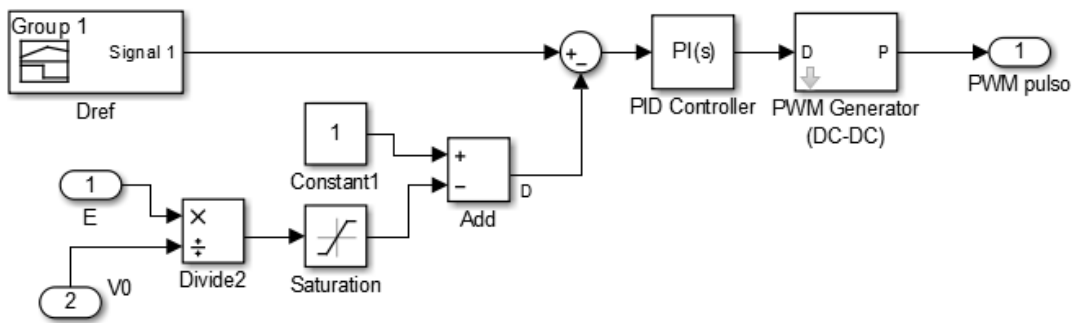 Group 1
Signal 1
Dref
+
−
PI(s)
PID Controller
D
P
PWM Generator
(DC-DC)
1
PWM pulso
1
Constant1
+
−
Add
D
1
E
×
÷
Divide2
Saturation
2
V0